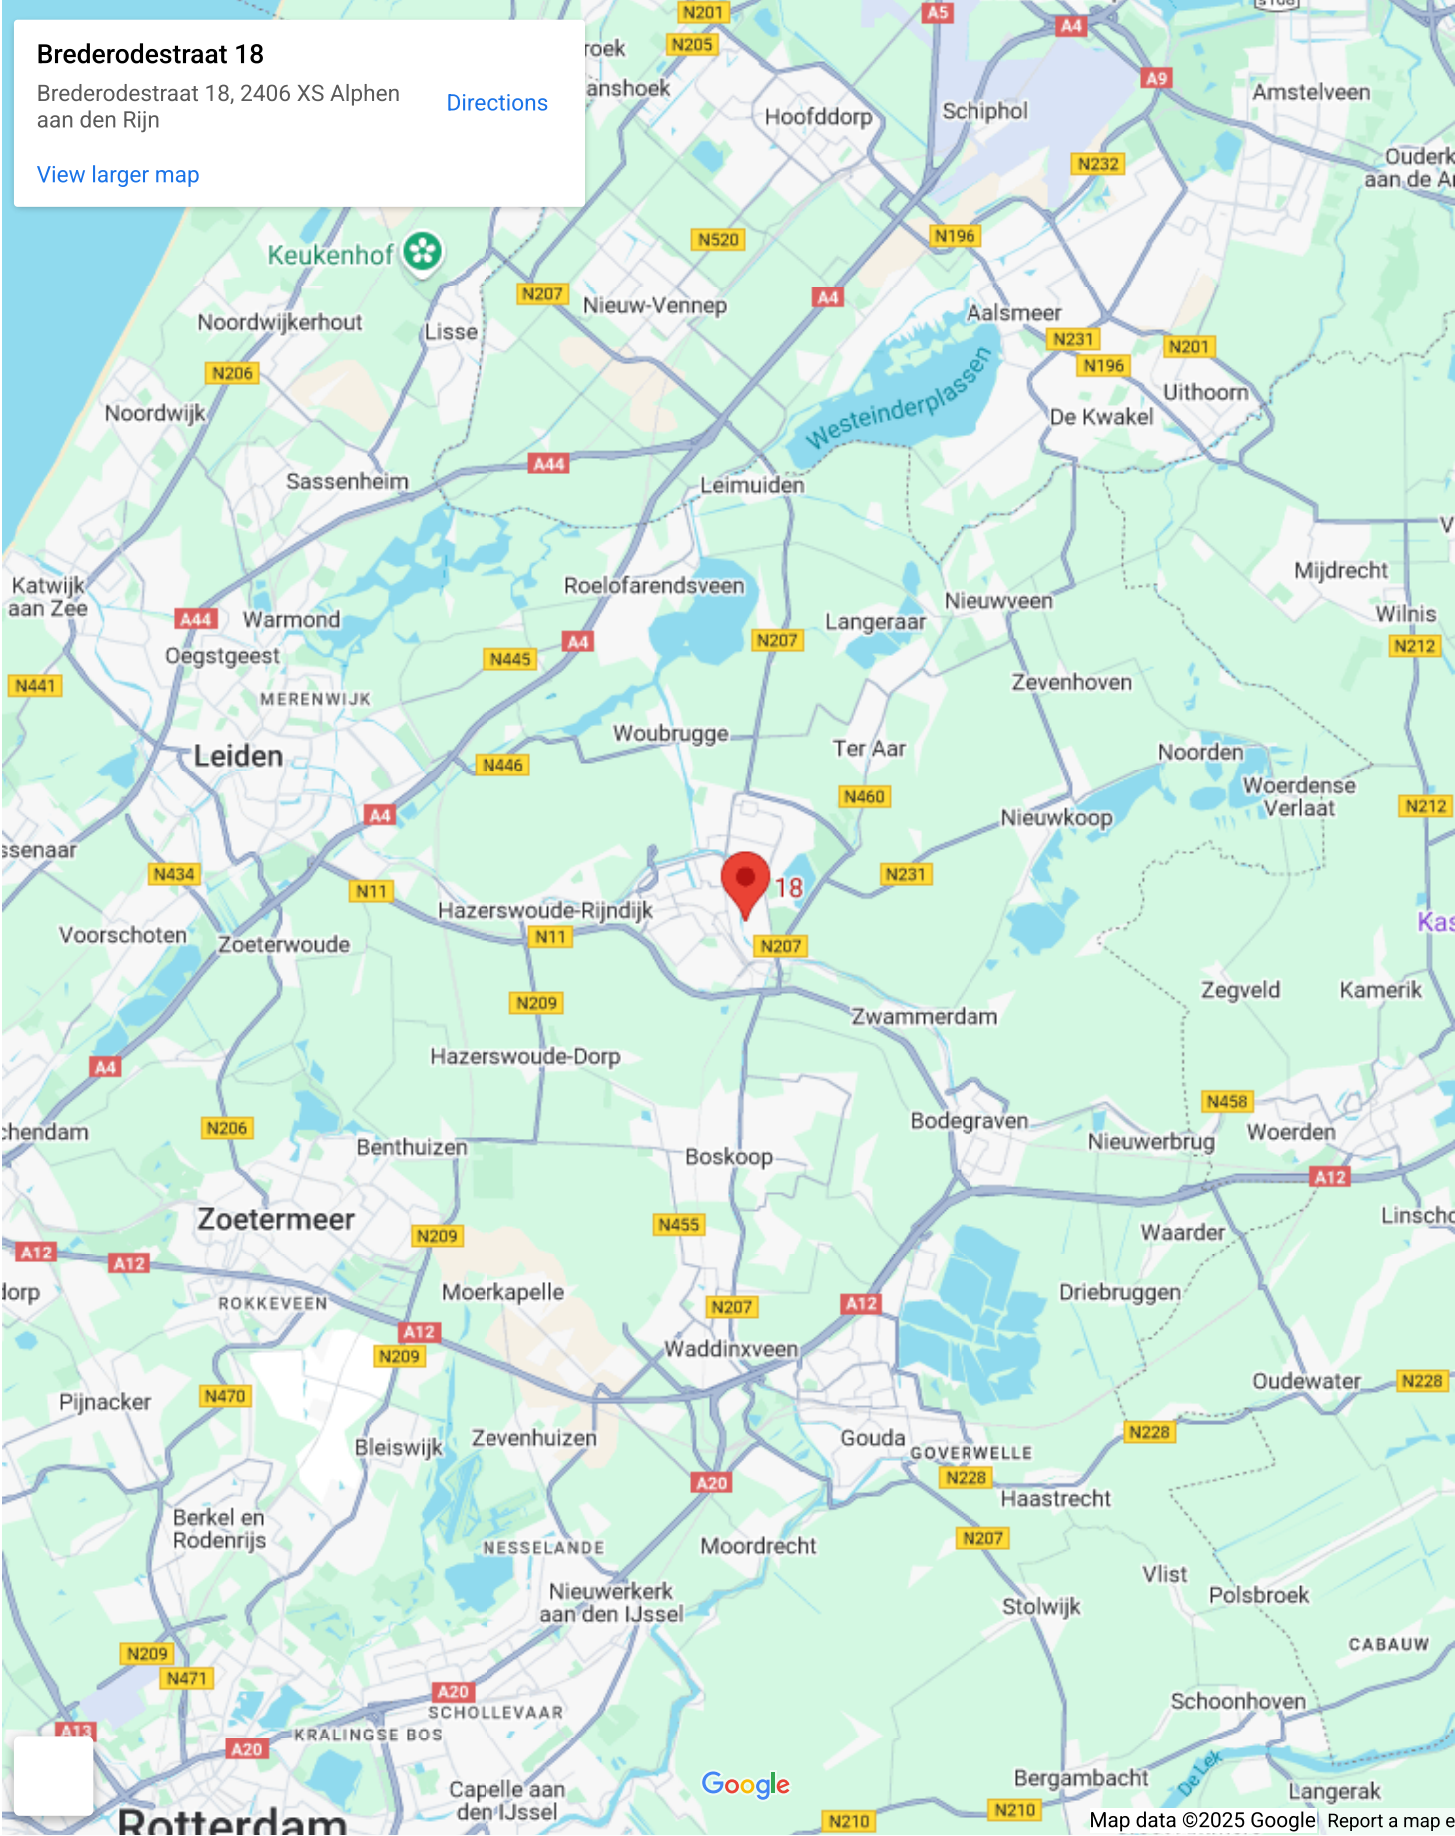 Brederodestraat 18
Brederodestraat 18, 2406 XS Alphen
aan den Rijn
Directions
View larger map
N201
A5
A4
N205
A9
Amstelveen
Hoofddorp
Schiphol
N232
Keukenhof
N520
N196
N207
Nieuw-Vennep
A4
Aalsmeer
Noordwijkerhout
Lisse
N231
N201
N196
N206
Westeinderplassen
Uithoorn
Noordwijk
De Kwakel
A44
Sassenheim
Leimuiden
Katwijk
aan Zee
Roelofarendsveen
Mijdrecht
Nieuwveen
A44
Warmond
Langeraar
Wilnis
A4
N207
N212
Oegstgeest
N445
N441
Zevenhoven
MERENWIJK
Woubrugge
Ter Aar
Noorden
Leiden
N446
Woerdense
Verlaat
N460
N212
A4
Nieuwkoop
N434
N11
18
N231
Hazerswoude-Rijndijk
Voorschoten
Zoeterwoude
N11
N207
Zegveld
Kamerik
N209
Zwammerdam
Hazerswoude-Dorp
A4
N458
Bodegraven
N206
Benthuizen
Nieuwerbrug
Woerden
Boskoop
A12
Zoetermeer
N455
N209
Waarder
A12
A12
Moerkapelle
Driebruggen
ROKKEVEEN
N207
A12
A12
Waddinxveen
N209
Oudewater
N228
N470
Pijnacker
N228
Bleiswijk
Zevenhuizen
Gouda
GOVERWELLE
A20
N228
Haastrecht
Berkel en
Rodenrijs
N207
NESSELANDE
Moordrecht
Vlist
Nieuwerkerk
aan den IJssel
Polsbroek
Stolwijk
CABAUW
N209
N471
A20
Schoonhoven
SCHOLLEVAAR
A13
KRALINGSE BOS
A20
De Lek
Bergambacht
Google
Capelle aan
den IJssel
Langerak
N210
N210
Rotterdam
Map data ©2025 Google
Report a map e